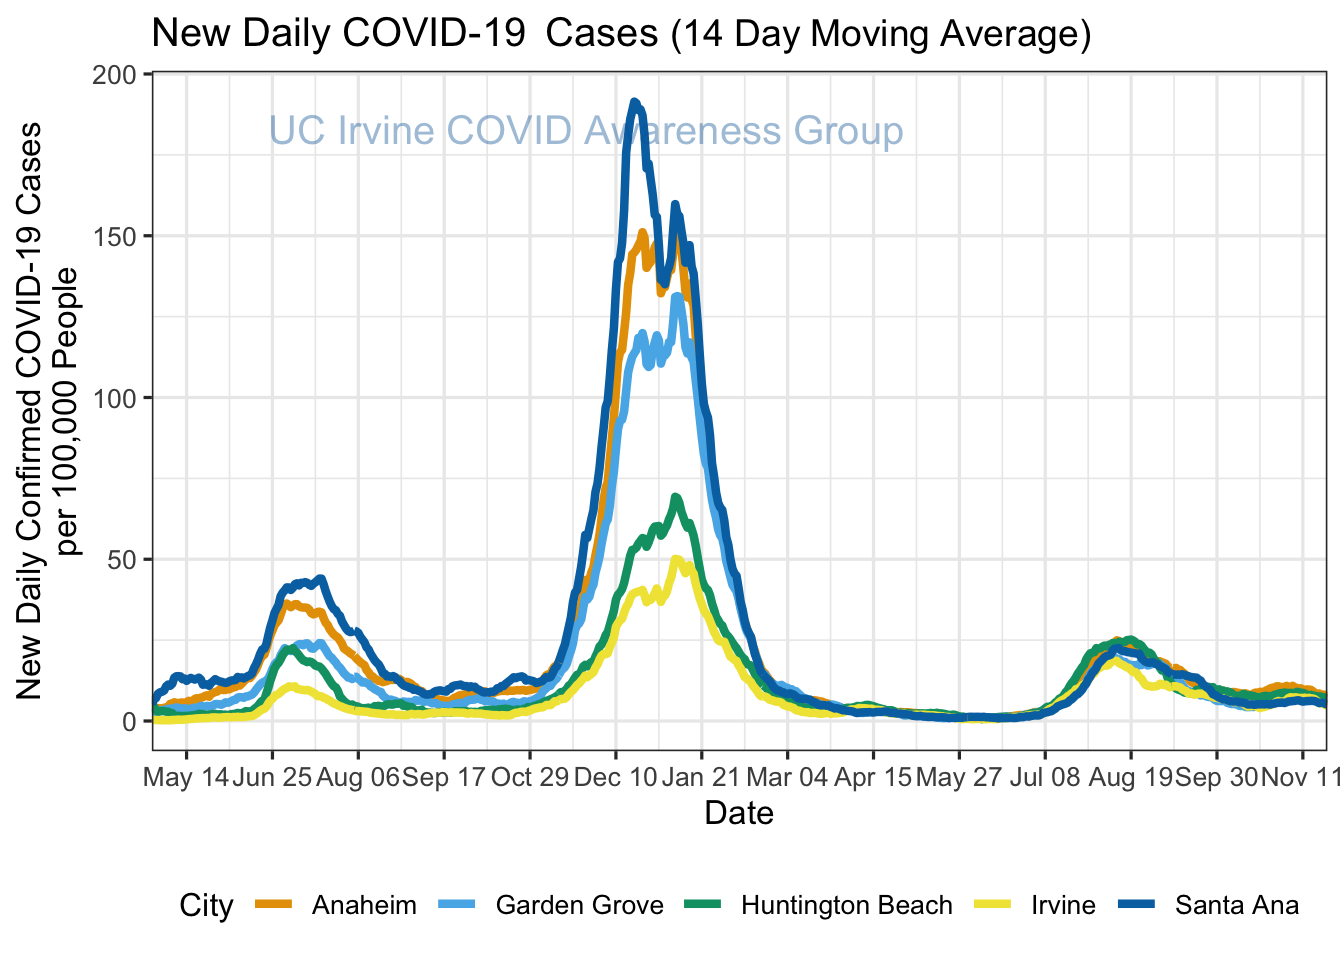 New Daily COVID-19  Cases (14 Day Moving Average)
UC Irvine COVID Awareness Group
New Daily Confirmed COVID-19 Cases
per 100,000 People
200
150
100
50
0
May 14 Jun 25 Aug 06 Sep 17 Oct 29 Dec 10 Jan 21 Mar 04 Apr 15 May 27 Jul 08 Aug 19 Sep 30 Nov 11
Date
City Anaheim Garden Grove Huntington Beach Irvine Santa Ana